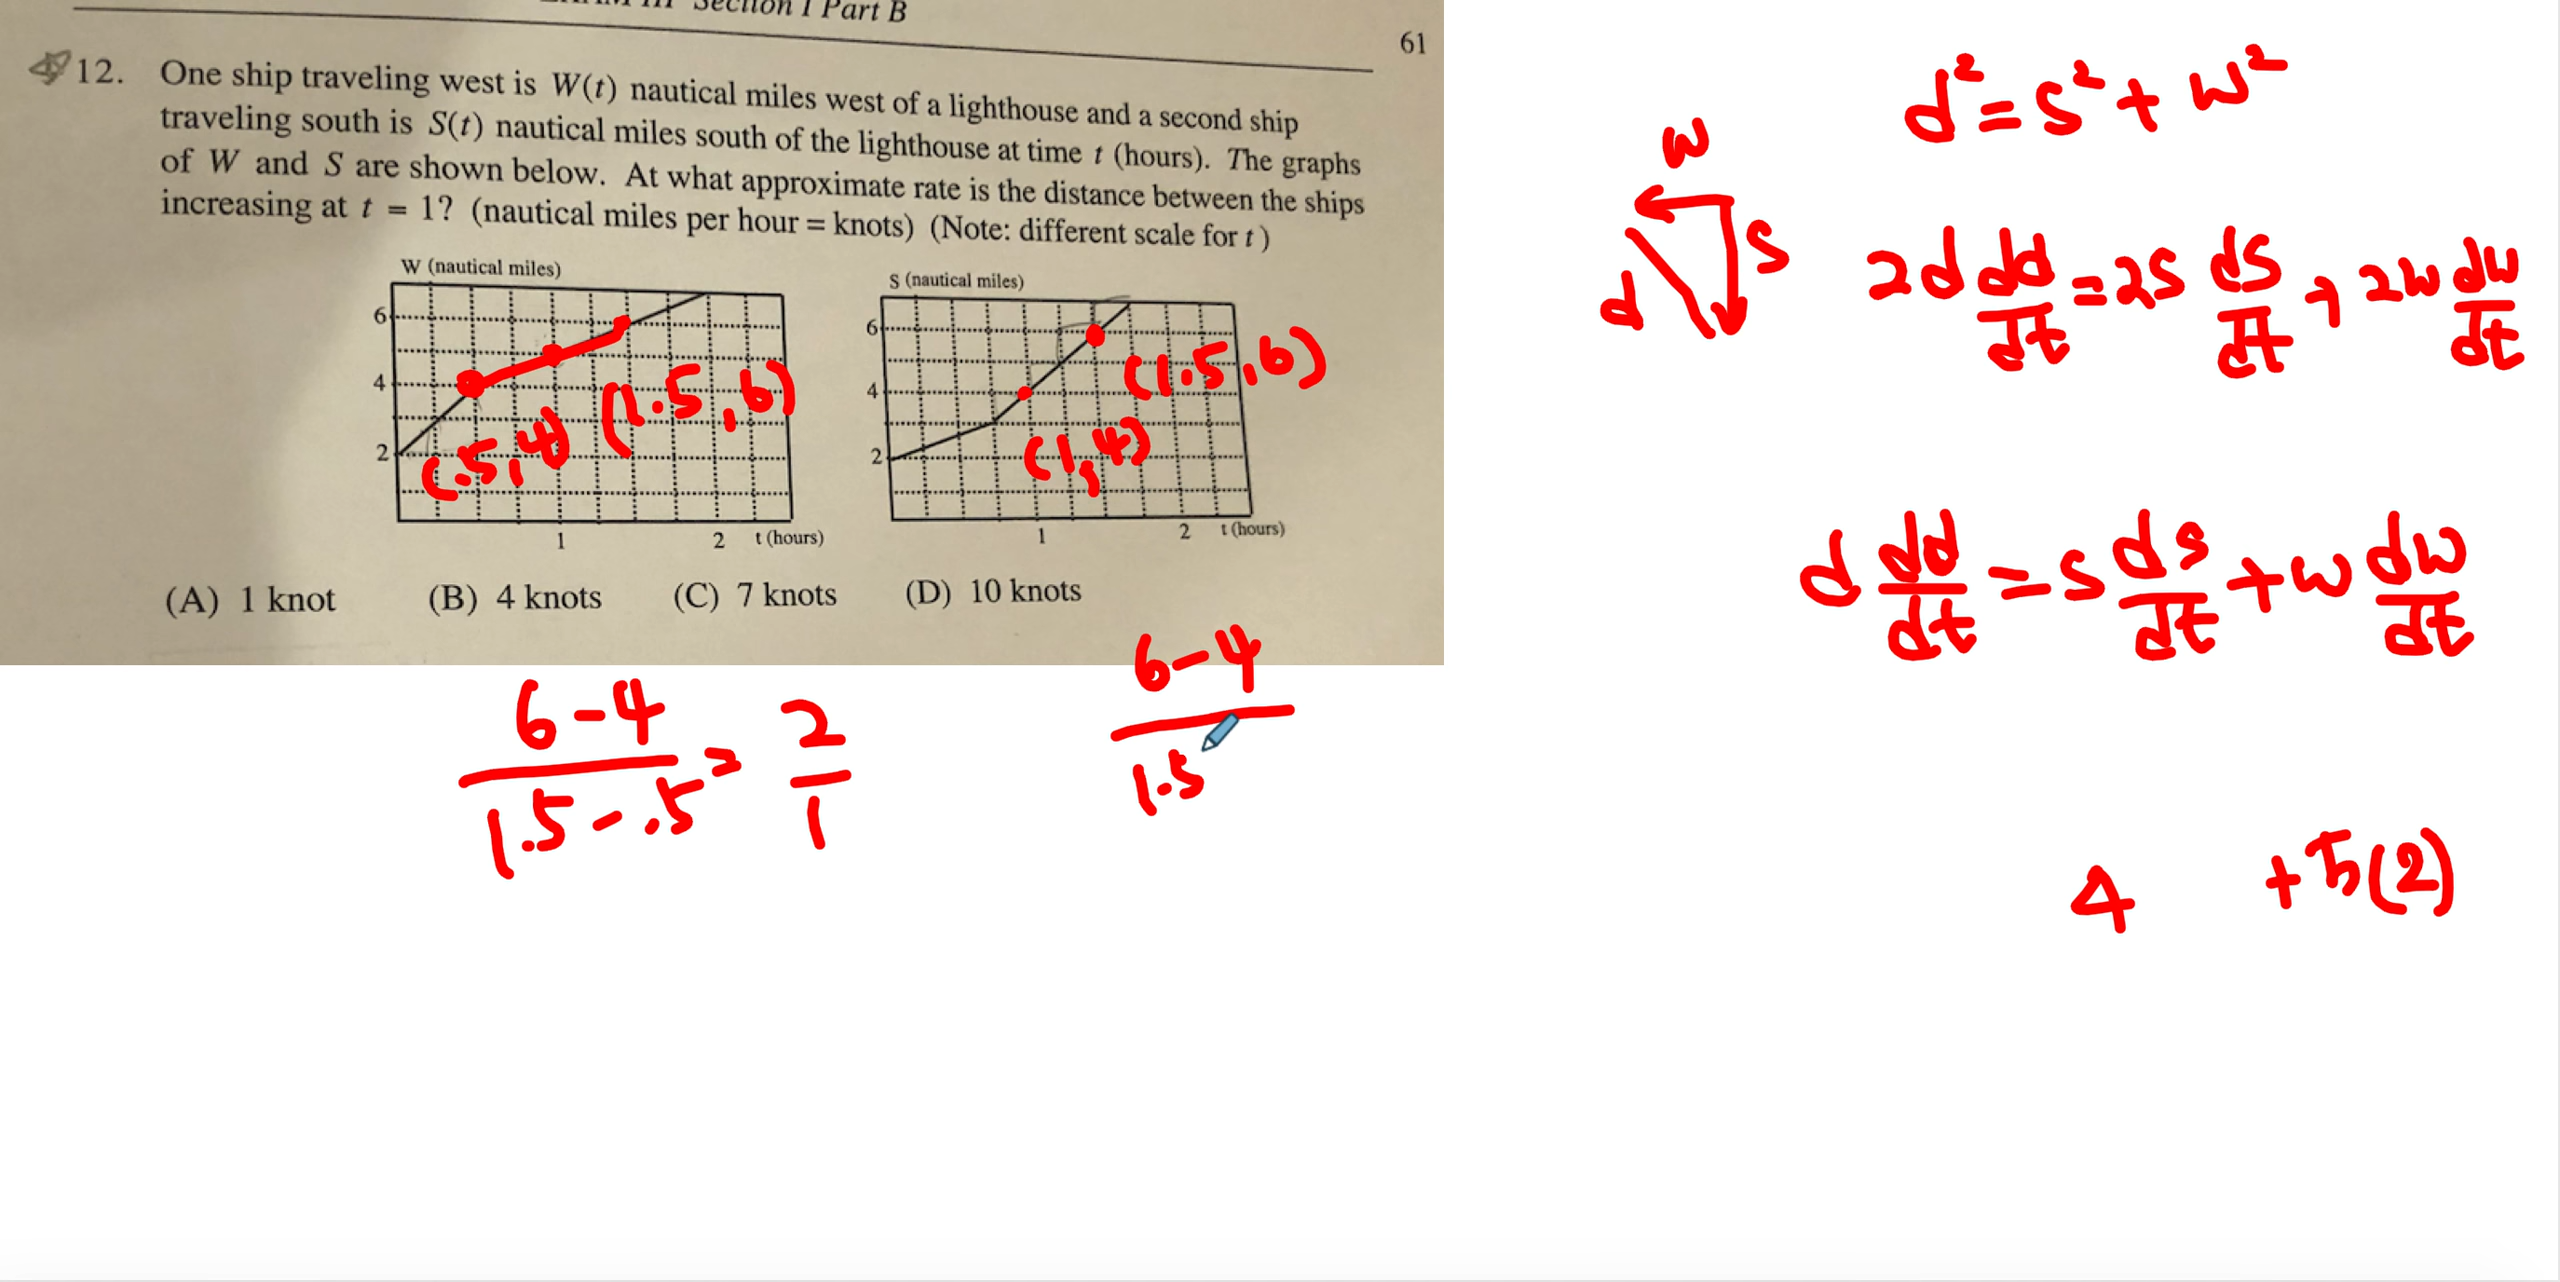 Section I Part B
61
12. One ship traveling west is W(t) nautical miles west of a lighthouse and a second ship
traveling south is S(t) nautical miles south of the lighthouse at time t (hours). The graphs
of W and S are shown below. At what approximate rate is the distance between the ships
increasing at t = 1? (nautical miles per hour = knots) (Note: different scale for t)
W (nautical miles)
6
4
2
1 2 t (hours)
(.5,4) (1.5,6)
S (nautical miles)
6
4
2
1 2 t (hours)
(1,4) (1.5,6)
(A) 1 knot (B) 4 knots (C) 7 knots (D) 10 knots
6-4
1.5-.5 = 2/1
6-4
1.5
w
s
d
d²=s²+w²
2d dd/dt = 2s ds/dt + 2w dw/dt
d dd/dt = s ds/dt + w dw/dt
4 +5(2)